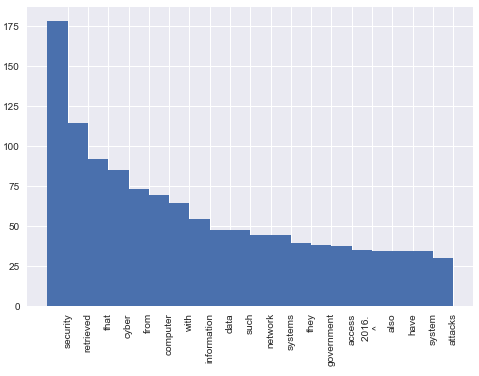 175
150
125
100
75
50
25
0
security
retrieved
that
cyber
from
computer
with
information
data
such
network
systems
they
government
access
2016.
^
also
have
system
attacks